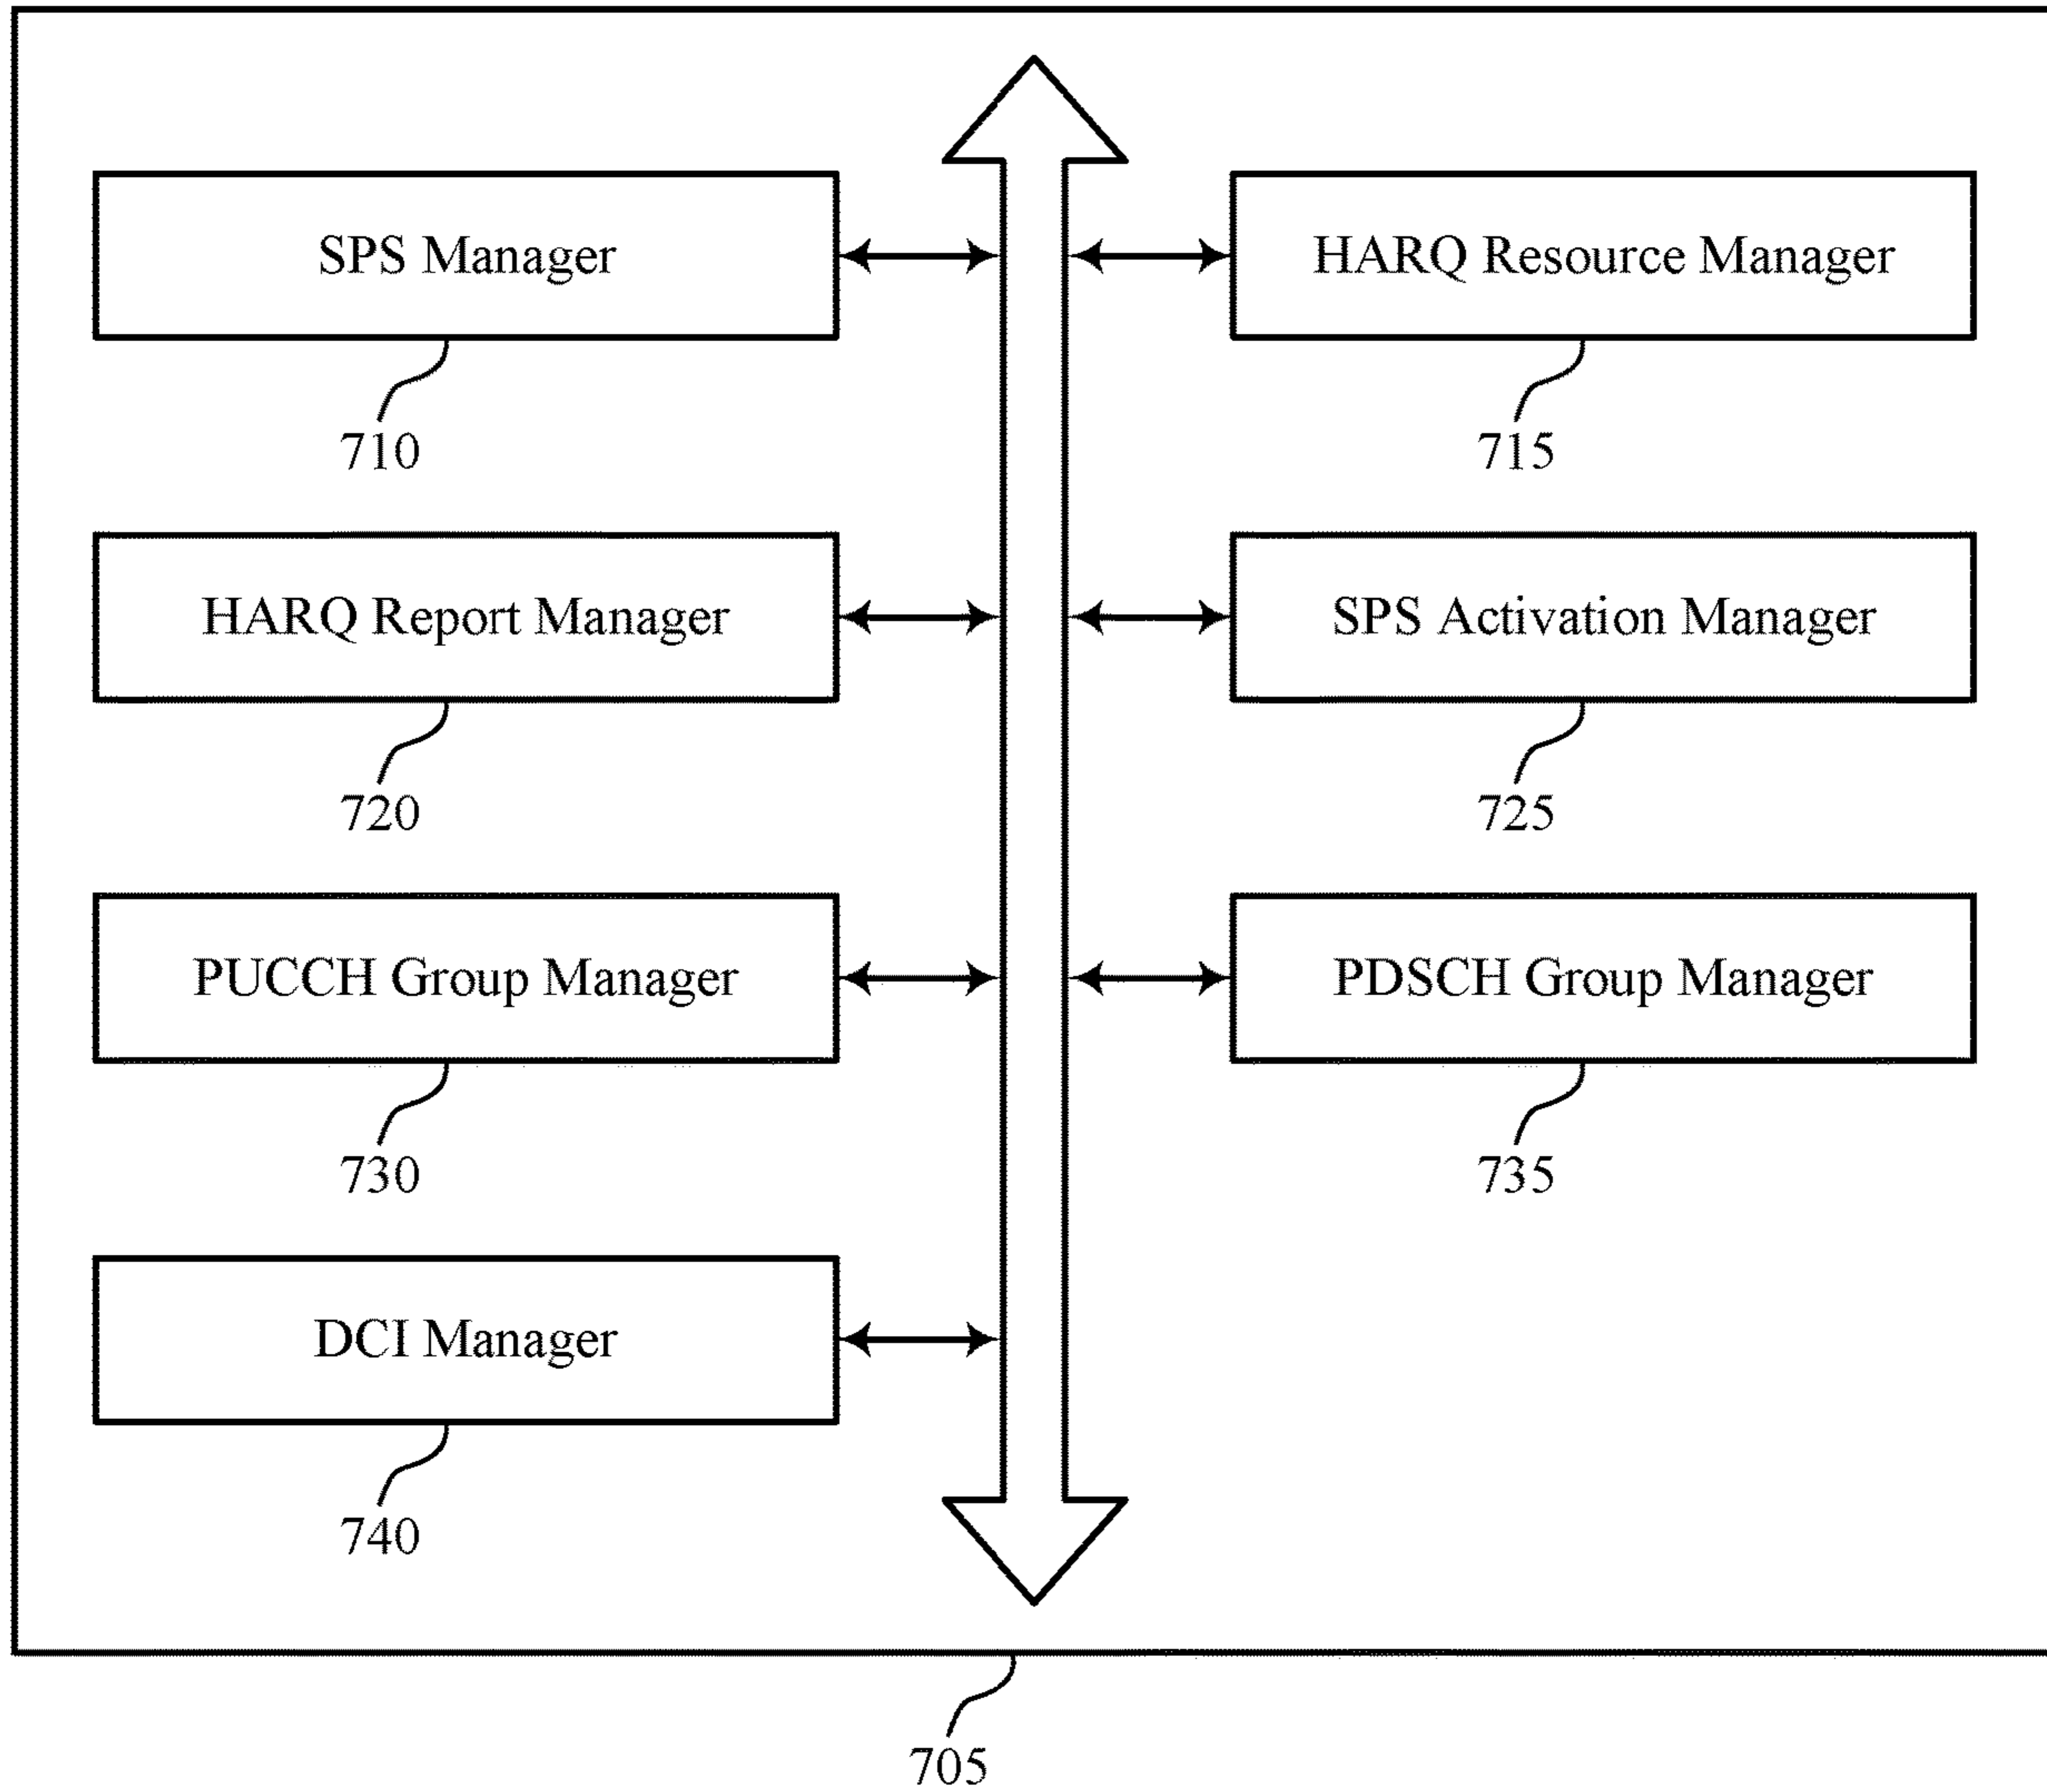 SPS Manager
HARQ Resource Manager
710
715
HARQ Report Manager
SPS Activation Manager
720
725
PUCCH Group Manager
PDSCH Group Manager
730
735
DCI Manager
740
705